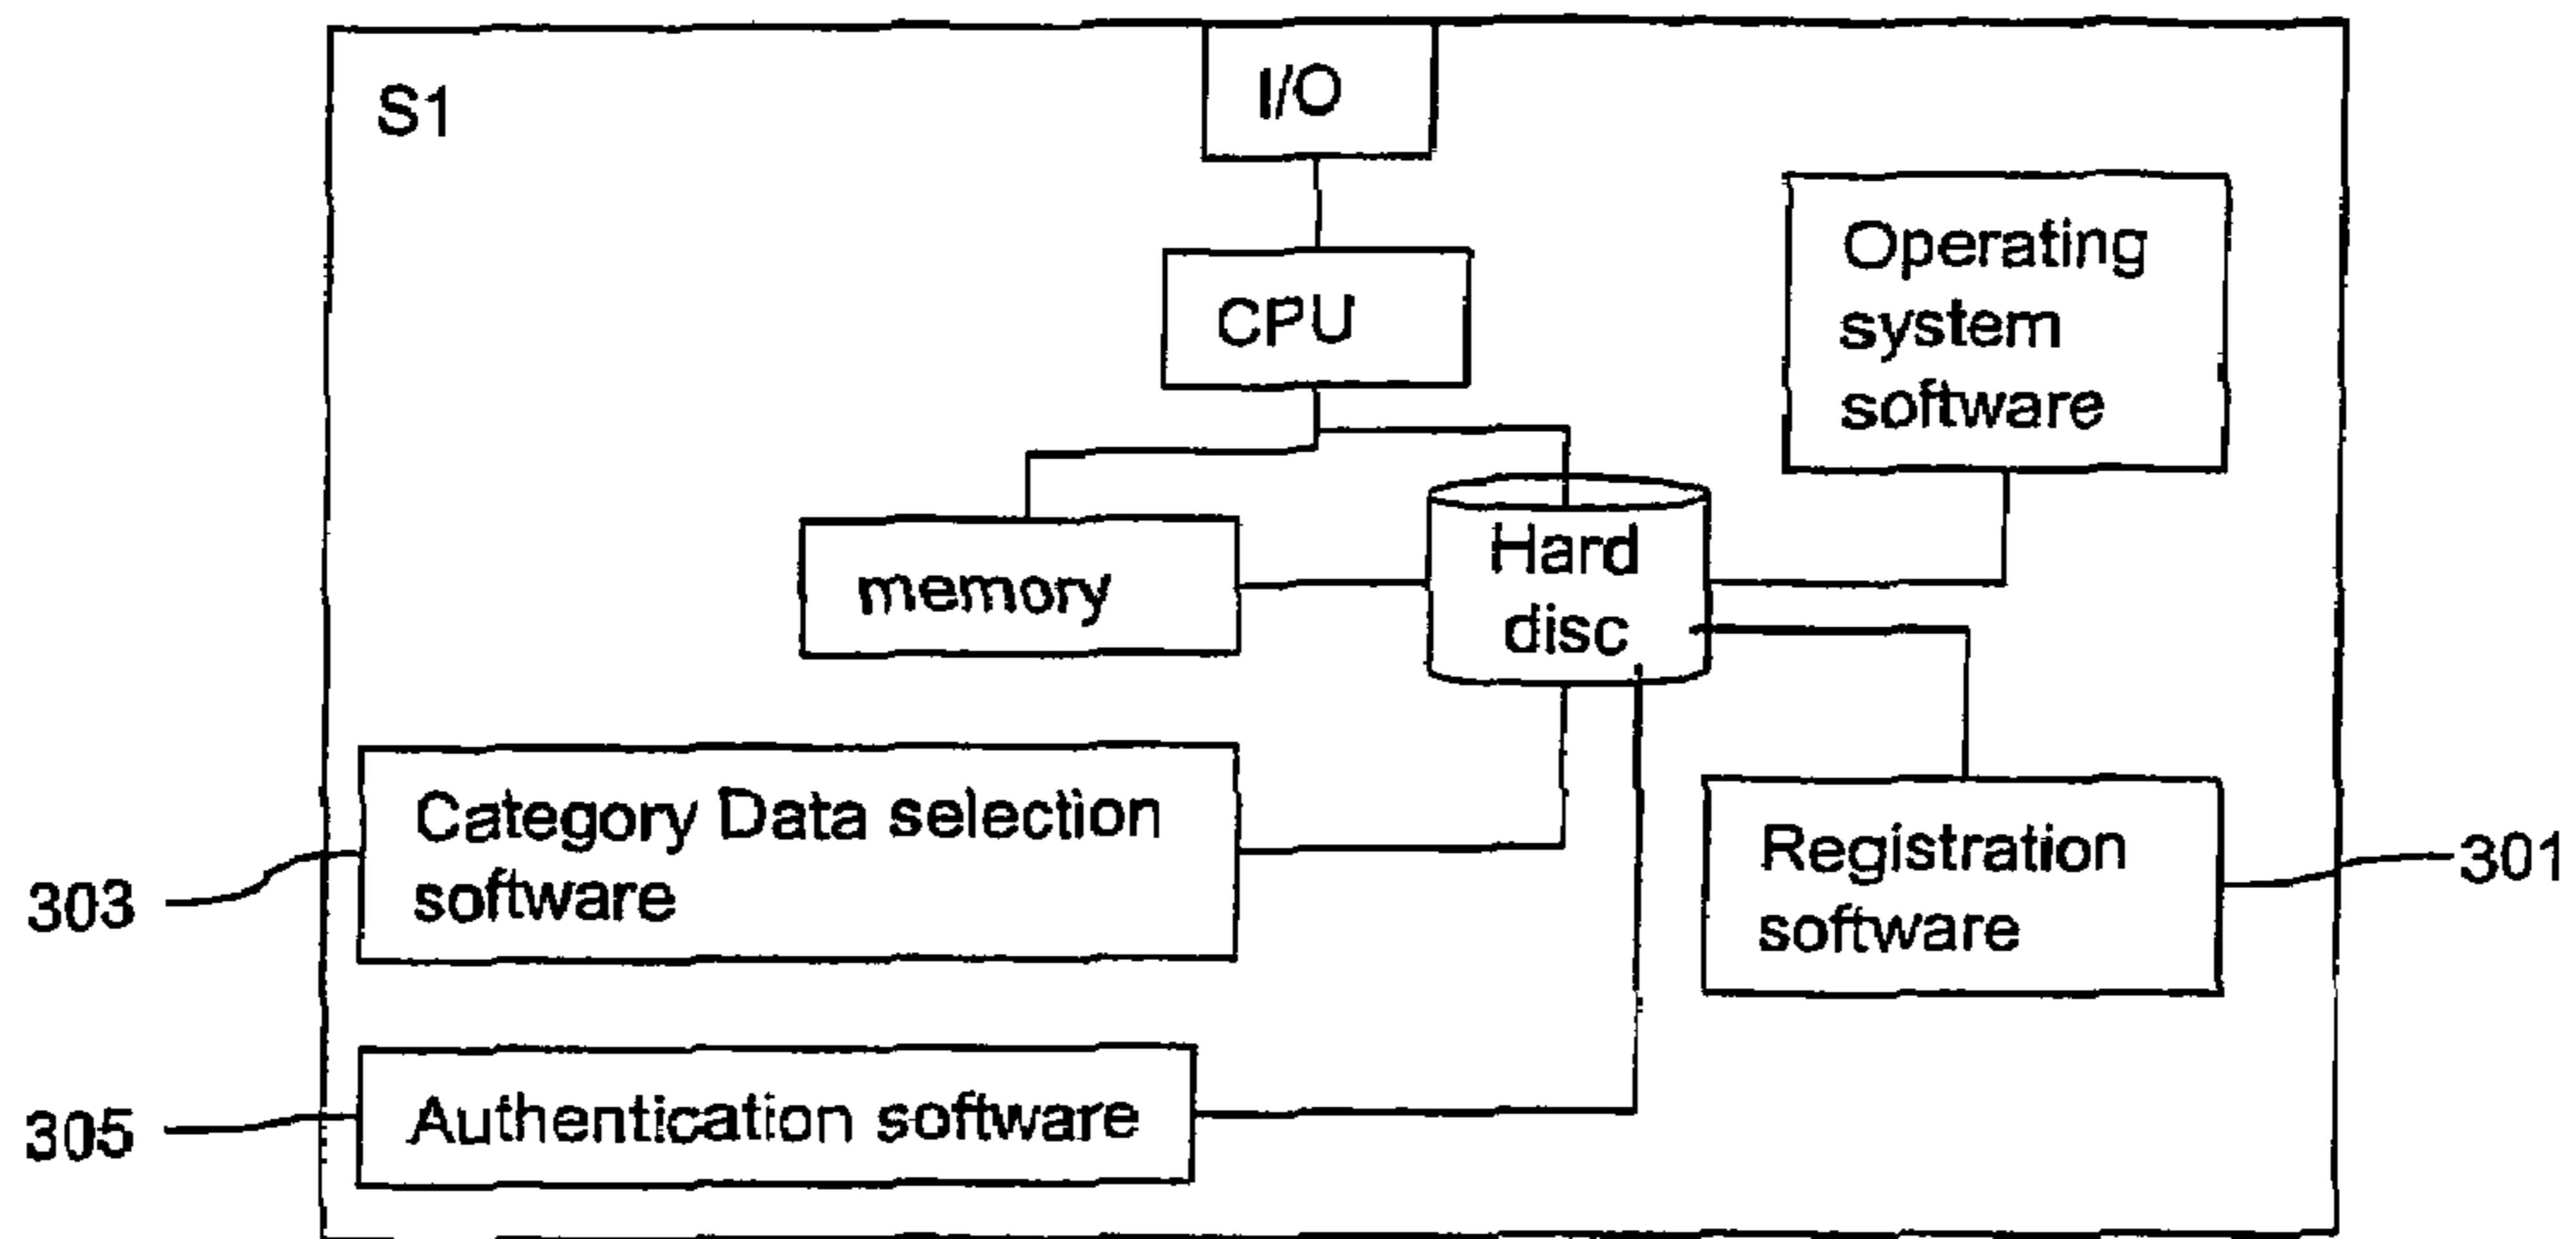 S1
I/O
CPU
Operating
system
software
memory
Hard
disc
Category Data selection
software
303
Registration
software
301
Authentication software
305